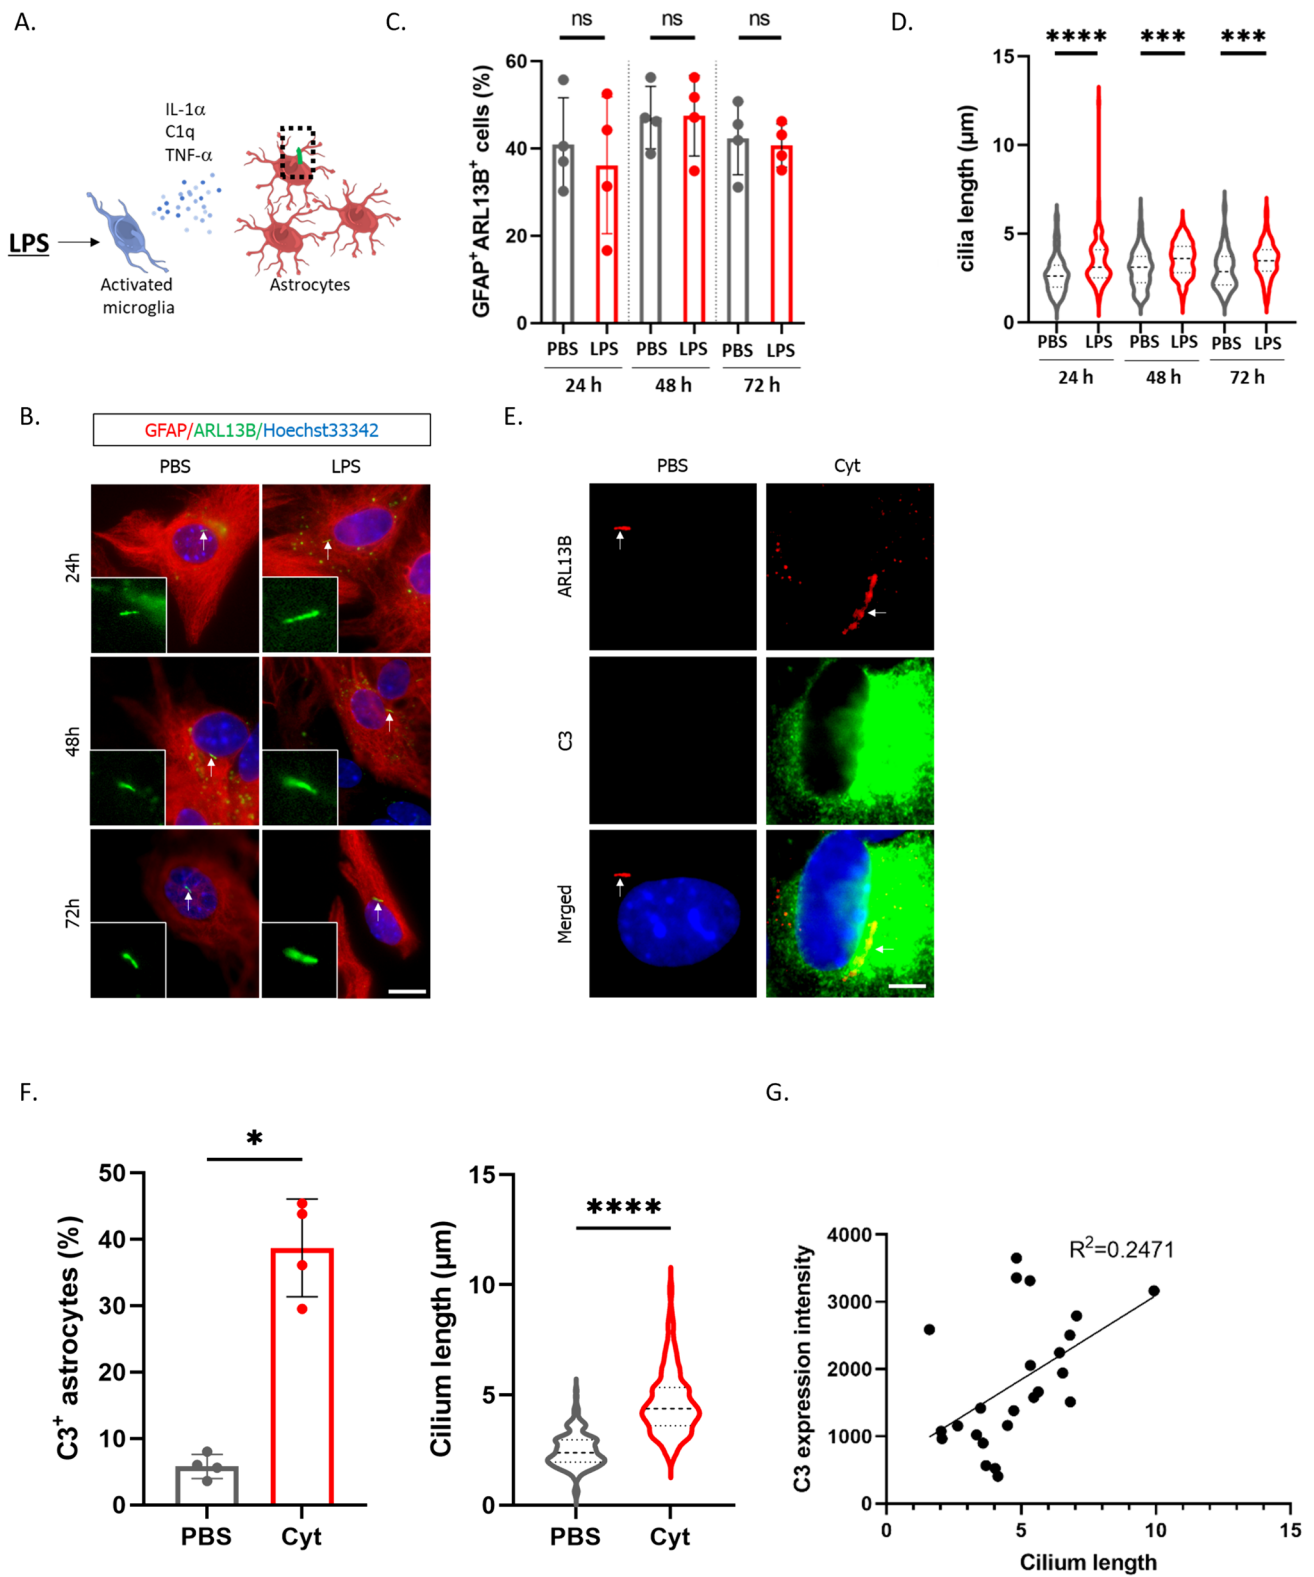 A.
IL-1α
C1q
TNF-α
LPS
Activated
microglia
Astrocytes
C.
ns
ns
ns
GFAP+ARL13B+ cells (%)
60
40
20
0
PBS LPS PBS LPS PBS LPS
24 h 48 h 72 h
D.
**** *** ***
cilia length (μm)
15
10
5
0
PBS LPS PBS LPS PBS LPS
24 h 48 h 72 h
B.
GFAP/ARL13B/Hoechst33342
PBS LPS
24h
48h
72h
E.
PBS Cyt
ARL13B
C3
Merged
F.
*
C3+ astrocytes (%)
50
40
30
20
10
0
PBS Cyt
****
Cilium length (μm)
15
10
5
0
PBS Cyt
G.
R2=0.2471
C3 expression intensity
4000
3000
2000
1000
0
0 5 10 15
Cilium length